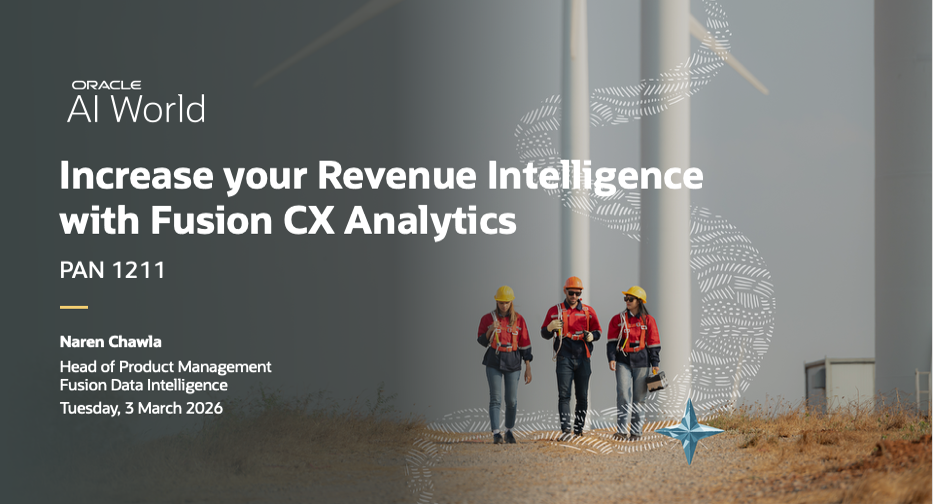 ORACLE
AI World
Increase your Revenue Intelligence
with Fusion CX Analytics
PAN 1211
Naren Chawla
Head of Product Management
Fusion Data Intelligence
Tuesday, 3 March 2026